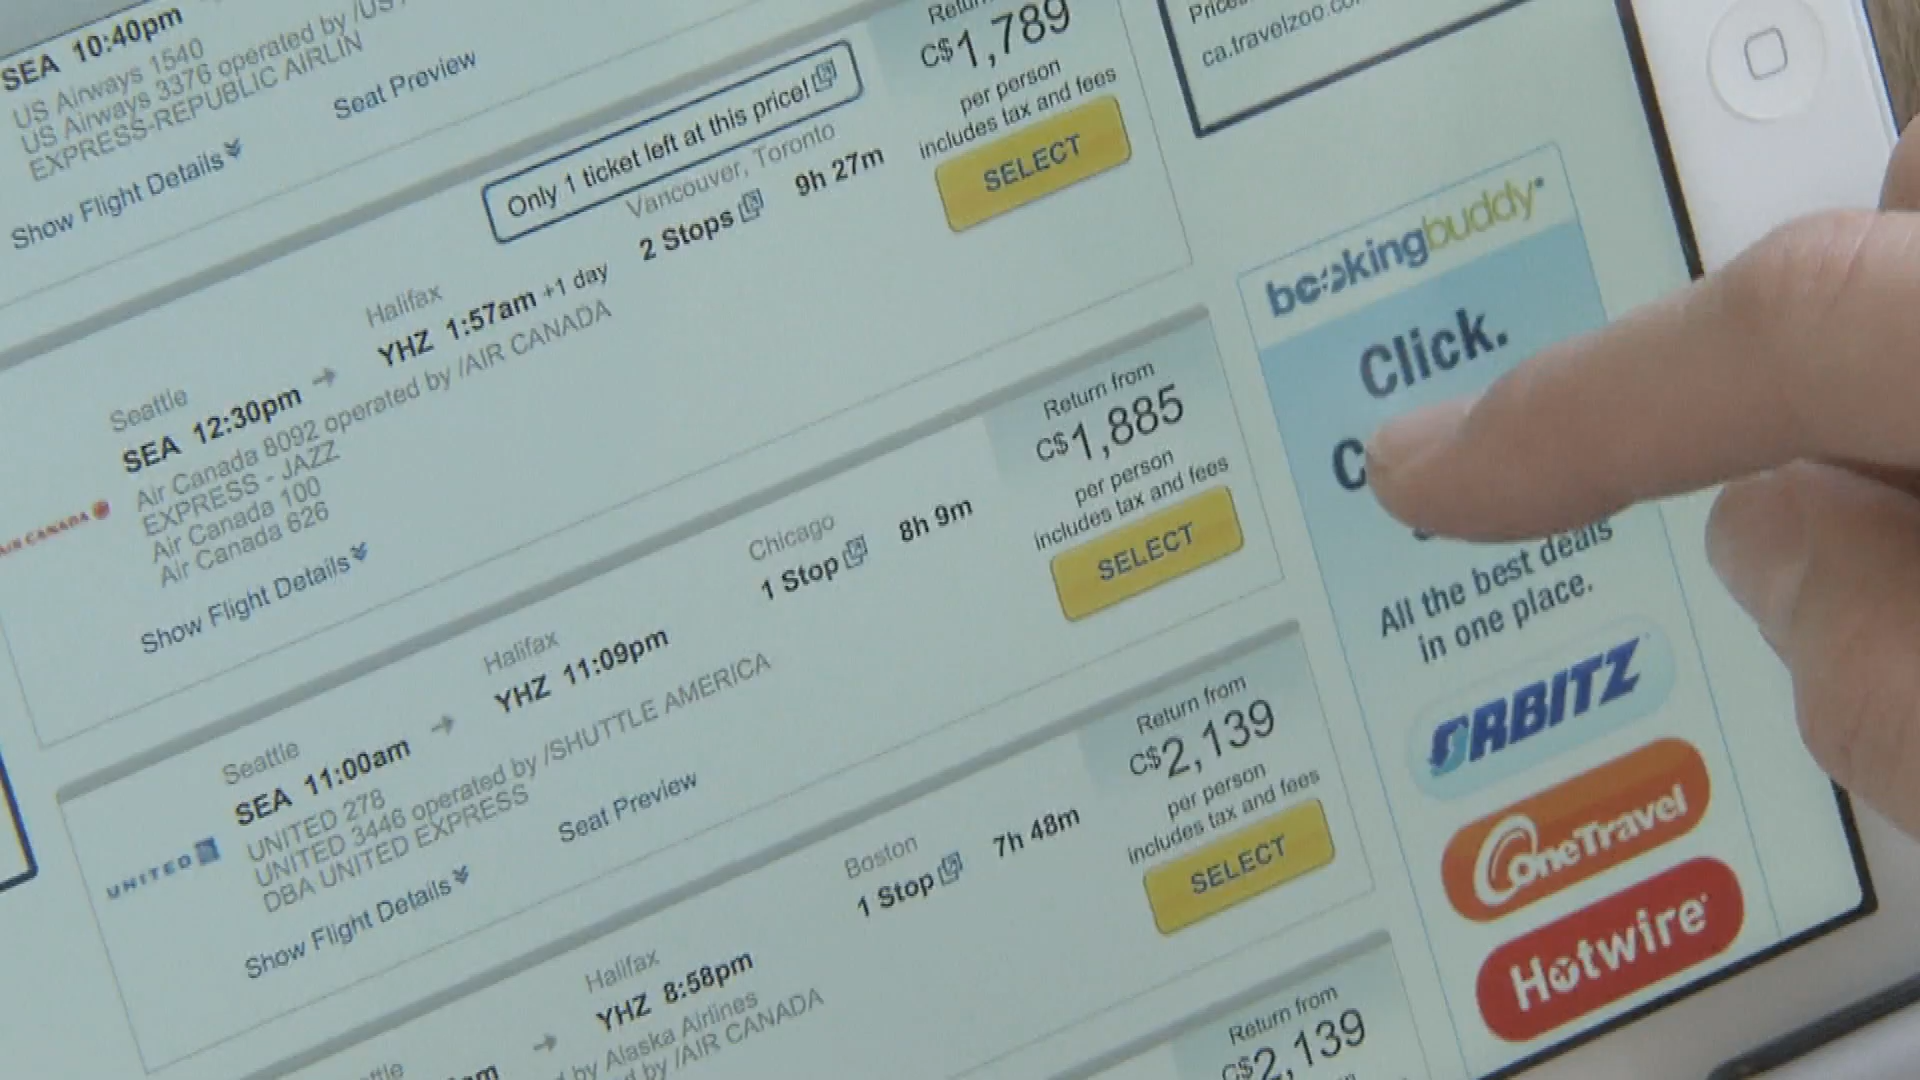 SEA 10:40pm
US Airways 1540
US Airways 3376 operated by /US
EXPRESS-REPUBLIC AIRLIN
Show Flight Details
Seat Preview
C$1,789
per person
includes tax and fees
SELECT
Only 1 ticket left at this price!
AIR CANADA
Seattle
SEA 12:30pm
Halifax
YHZ 1:57am +1 day
Vancouver, Toronto
2 Stops
9h 27m
Air Canada 8092 operated by /AIR CANADA
EXPRESS - JAZZ
Air Canada 100
Air Canada 626
Show Flight Details
Return from
C$1,885
per person
includes tax and fees
SELECT
UNITED
Seattle
SEA 11:00am
Halifax
YHZ 11:09pm
Chicago
1 Stop
8h 9m
UNITED 278
UNITED 3446 operated by /SHUTTLE AMERICA
DBA UNITED EXPRESS
Show Flight Details
Seat Preview
Return from
C$2,139
per person
includes tax and fees
SELECT
Halifax
YHZ 8:58pm
Boston
1 Stop
7h 48m
by Alaska Airlines
by /AIR CANADA
Return from
C$2,139
ca.travelzoo.co
bookingbuddy
Click.
All the best deals
in one place.
ORBITZ
OneTravel
Hotwire